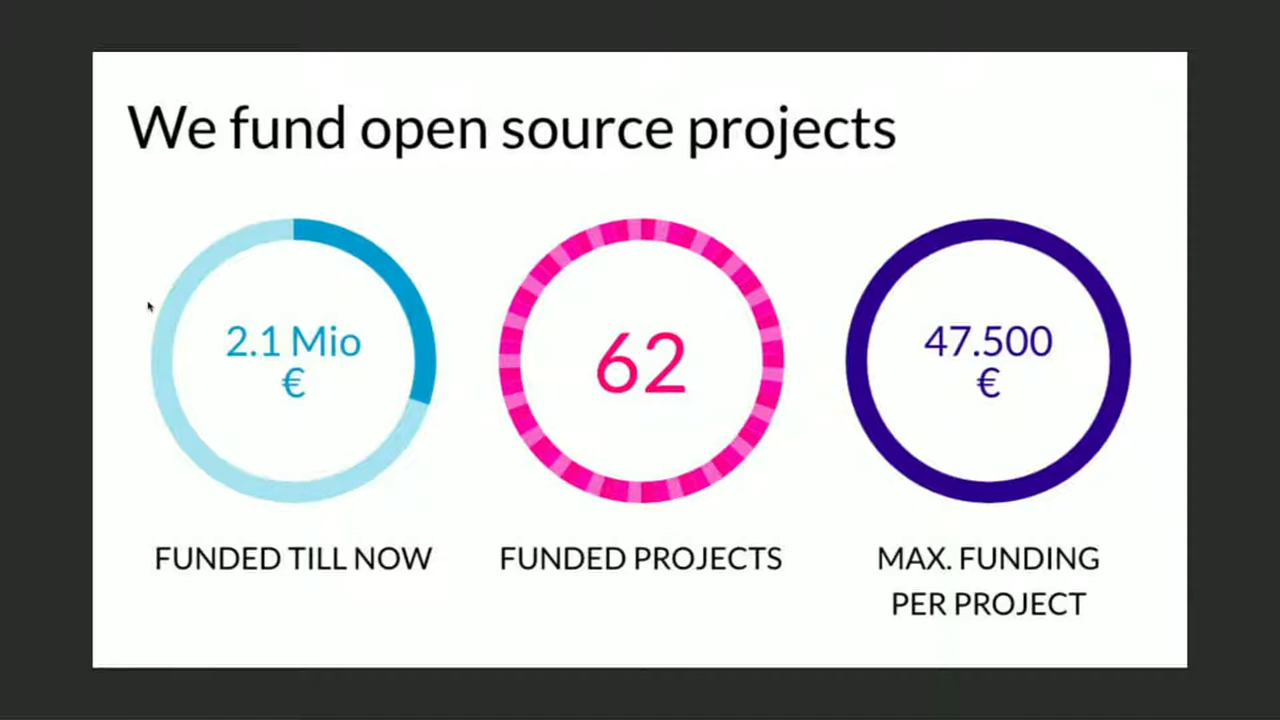 We fund open source projects
2.1 Mio
€
62
47.500
€
FUNDED TILL NOW
FUNDED PROJECTS
MAX. FUNDING
PER PROJECT